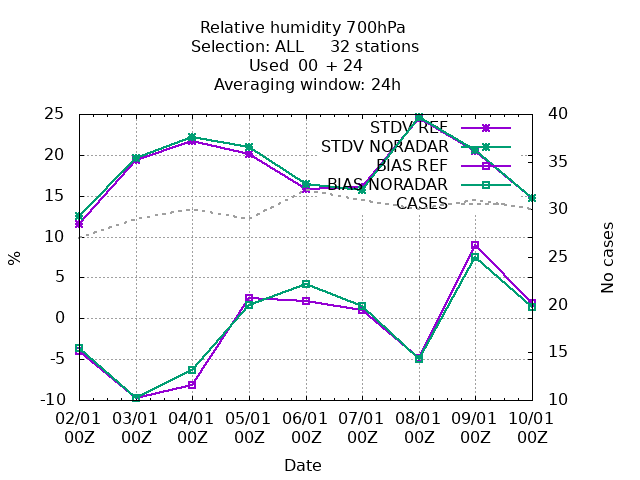 Relative humidity 700hPa
Selection: ALL 32 stations
Used 00 + 24
Averaging window: 24h
25
20
15
10
5
0
-5
-10
%
40
35
30
25
20
15
10
No cases
STDV REF
STDV NORADAR
BIAS REF
BIAS NORADAR
CASES
02/01 03/01 04/01 05/01 06/01 07/01 08/01 09/01 10/01
00Z 00Z 00Z 00Z 00Z 00Z 00Z 00Z 00Z
Date